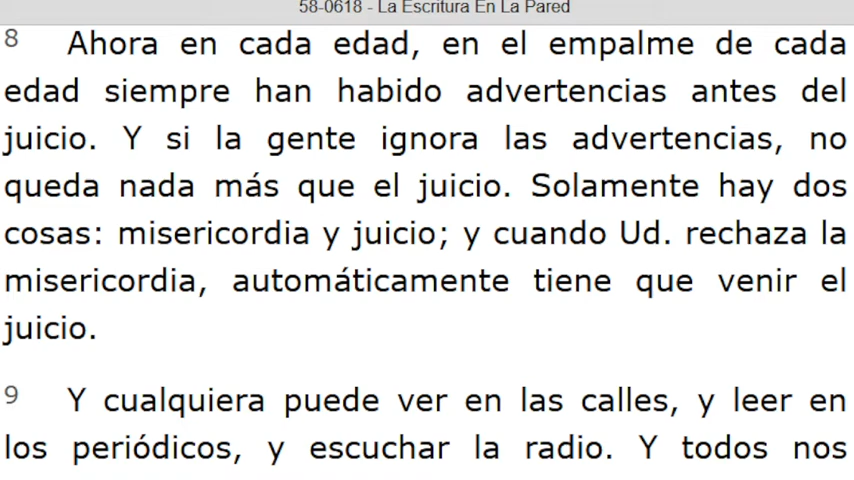 58-0618 - La Escritura En La Pared
8 Ahora en cada edad, en el empalme de cada
edad siempre han habido advertencias antes del
juicio. Y si la gente ignora las advertencias, no
queda nada más que el juicio. Solamente hay dos
cosas: misericordia y juicio; y cuando Ud. rechaza la
misericordia, automáticamente tiene que venir el
juicio.
9 Y cualquiera puede ver en las calles, y leer en
los periódicos, y escuchar la radio. Y todos nos